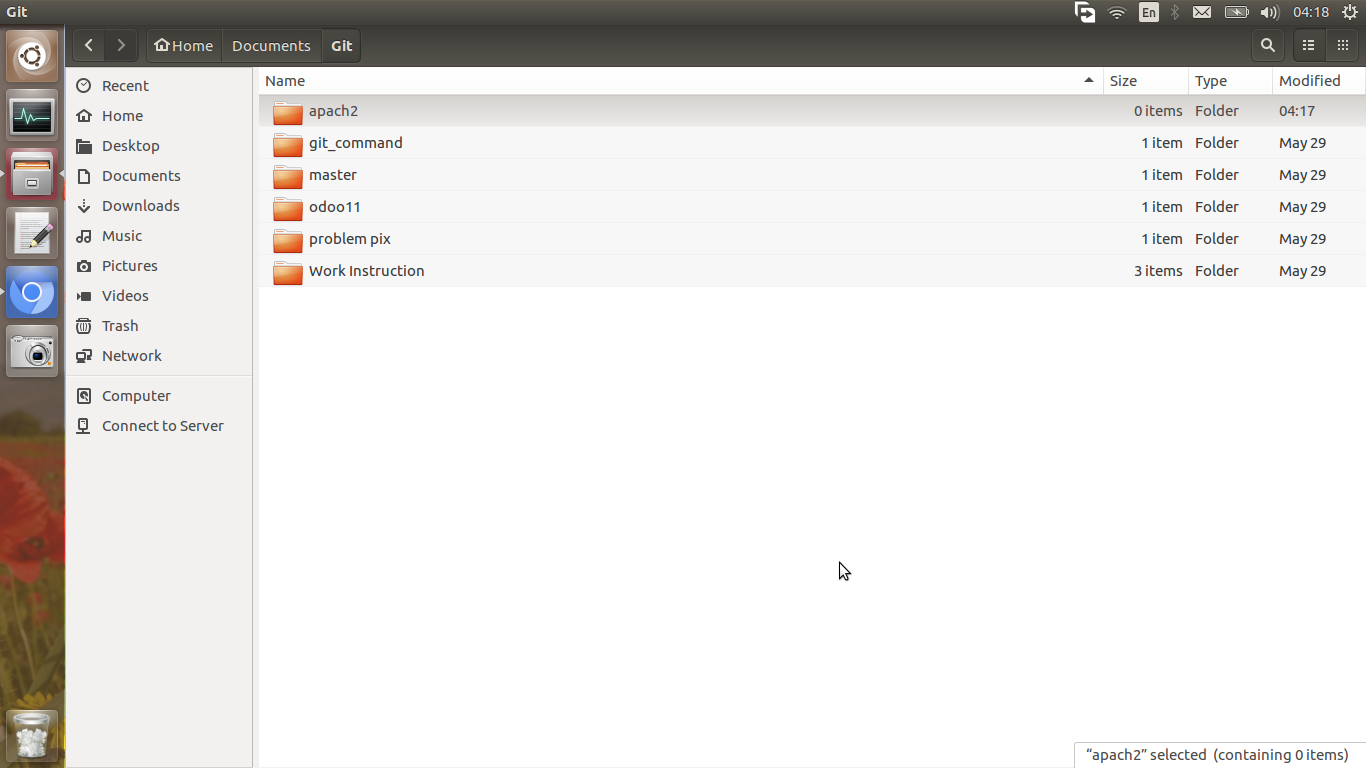 Git
En
04:18
Home Documents Git
Name Size Type Modified
apach2 0 items Folder 04:17
git_command 1 item Folder May 29
master 1 item Folder May 29
odoo11 1 item Folder May 29
problem pix 1 item Folder May 29
Work Instruction 3 items Folder May 29
Recent
Home
Desktop
Documents
Downloads
Music
Pictures
Videos
Trash
Network
Computer
Connect to Server
“apach2” selected (containing 0 items)